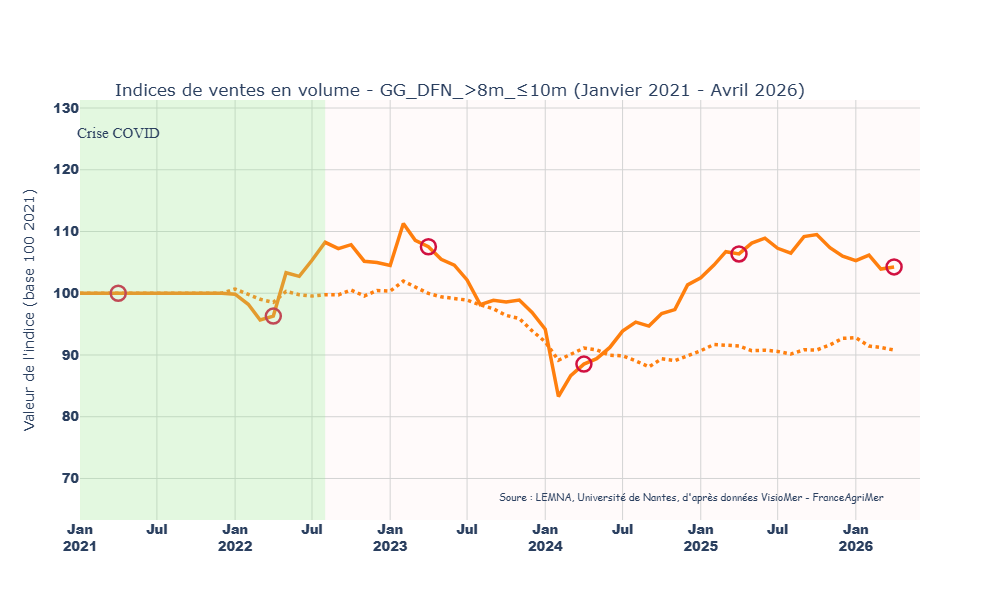 Indices de ventes en volume - GG_DFN_>8m_≤10m (Janvier 2021 - Avril 2026)
130
Crise COVID
120
110
100
90
80
70
Valeur de l'indice (base 100 2021)
Soure : LEMNA, Université de Nantes, d'après données VisioMer - FranceAgriMer
Jan Jul Jan Jul Jan Jul Jan Jul Jan Jul Jan
2021 2022 2023 2024 2025 2026